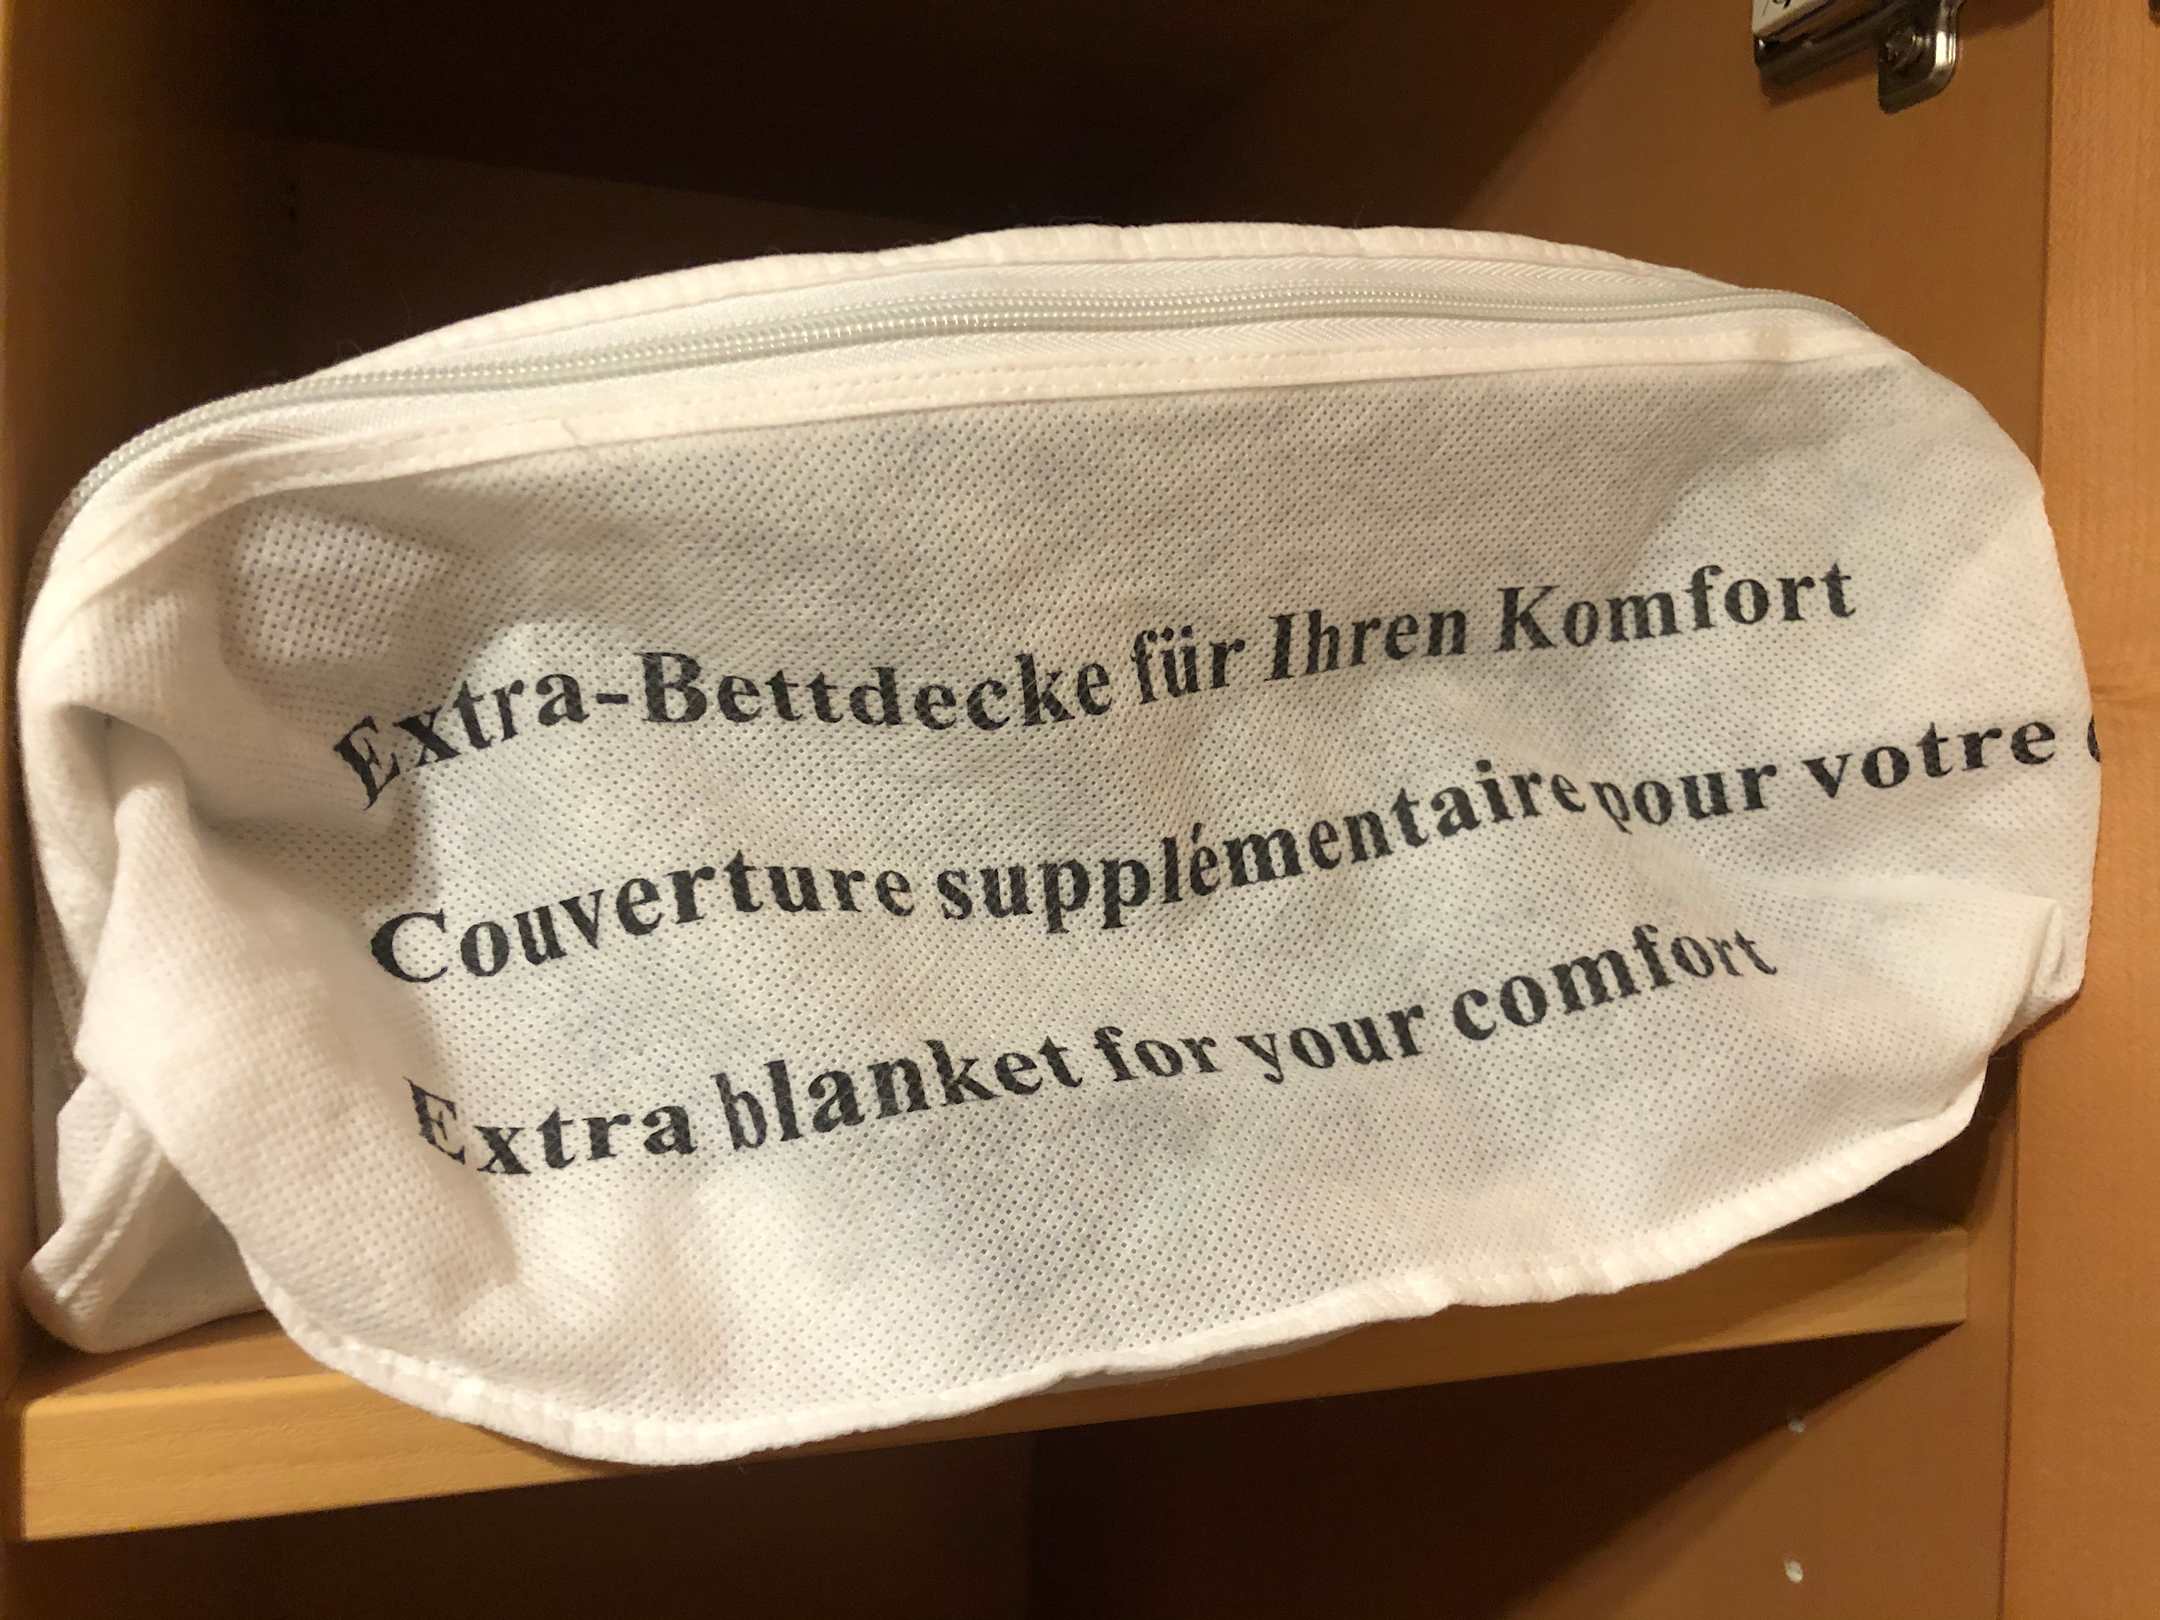 Extra-Bettdecke für Ihren Komfort
Couverture supplémentaire pour votre
Extra blanket for your comfort